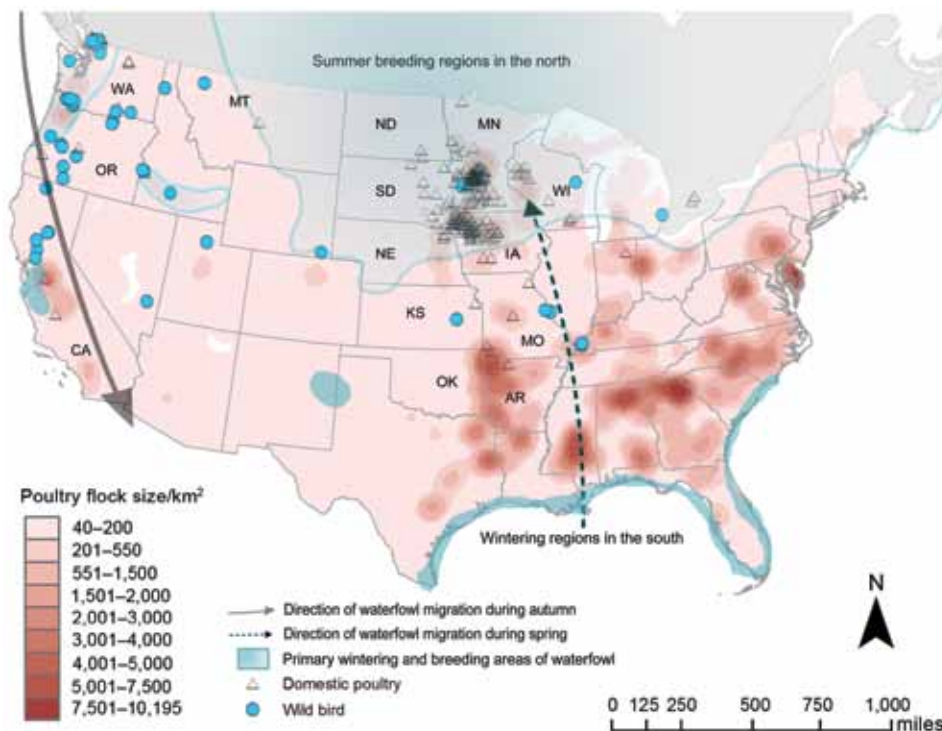 Summer breeding regions in the north
WA
MT
ND
MN
OR
SD
WI
NE
IA
KS
MO
CA
OK
AR
Wintering regions in the south
Poultry flock size/km²
40–200
201–550
551–1,500
1,501–2,000
2,001–3,000
3,001–4,000
4,001–5,000
5,001–7,500
7,501–10,195
Direction of waterfowl migration during autumn
Direction of waterfowl migration during spring
Primary wintering and breeding areas of waterfowl
Domestic poultry
Wild bird
N
0 125 250 500 750 1,000
miles